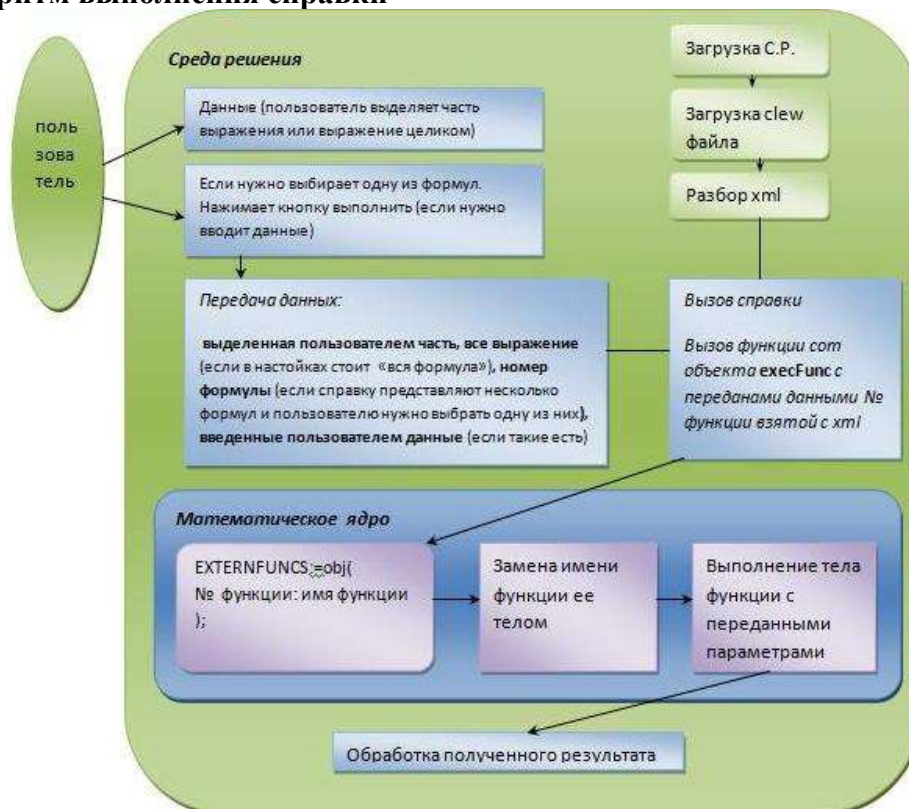 выполнения справки
Среда решения
поль
зова
тель
Данные (пользователь выделяет часть
выражения или выражение целиком)
Если нужно выбирает одну из формул.
Нажимает кнопку выполнить (если нужно
вводит данные)
Загрузка С.Р.
Загрузка clew
файла
Разбор xml
Передача данных:
выделенная пользователем часть, все выражение
(если в настойках стоит «вся формула»), номер
формулы (если справку представляют несколько
формул и пользователю нужно выбрать одну из них),
введенные пользователем данные (если такие есть)
Вызов справки
Вызов функции com
объекта execFunc с
переданами данными №
функции взятой с xml
Математическое ядро
EXTERNFUNCS:=obj(
№ функции: имя функции
);
Замена имени
функции ее
телом
Выполнение тела
функции с
переданными
параметрами
Обработка полученного результата